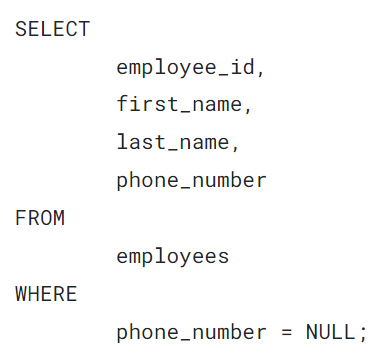 SELECT
employee_id,
first_name,
last_name,
phone_number
FROM
employees
WHERE
phone_number = NULL;